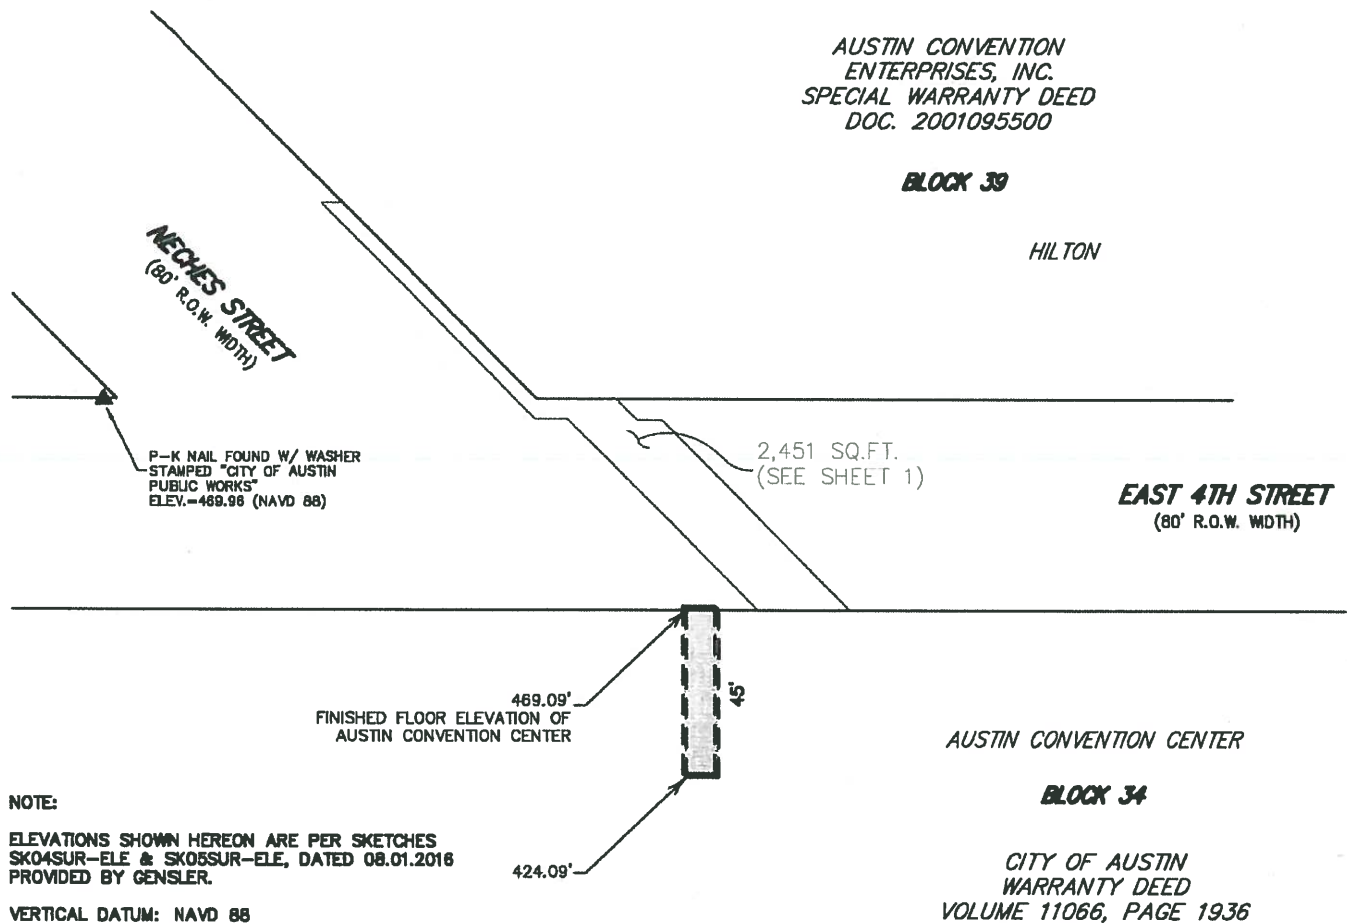 AUSTIN CONVENTION
ENTERPRISES, INC.
SPECIAL WARRANTY DEED
DOC. 2001095500
BLOCK 39
HILTON
NECHES STREET
(80' R.O.W. WIDTH)
P-K NAIL FOUND W/ WASHER
STAMPED "CITY OF AUSTIN
PUBLIC WORKS"
ELEV.=469.96 (NAVD 88)
2,451 SQ.FT.
(SEE SHEET 1)
EAST 4TH STREET
(80' R.O.W. WIDTH)
469.09'
FINISHED FLOOR ELEVATION OF
AUSTIN CONVENTION CENTER
45'
424.09'
AUSTIN CONVENTION CENTER
BLOCK 34
CITY OF AUSTIN
WARRANTY DEED
VOLUME 11066, PAGE 1936
NOTE:
ELEVATIONS SHOWN HEREON ARE PER SKETCHES
SK04SUR-ELE & SK05SUR-ELE, DATED 08.01.2016
PROVIDED BY GENSLER.
VERTICAL DATUM: NAVD 88